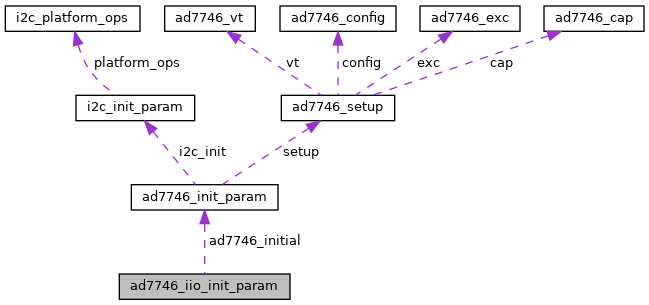 i2c_platform_ops
ad7746_vt
ad7746_config
ad7746_exc
ad7746_cap
platform_ops
vt
config
exc
cap
i2c_init_param
ad7746_setup
i2c_init
setup
ad7746_init_param
ad7746_initial
ad7746_iio_init_param